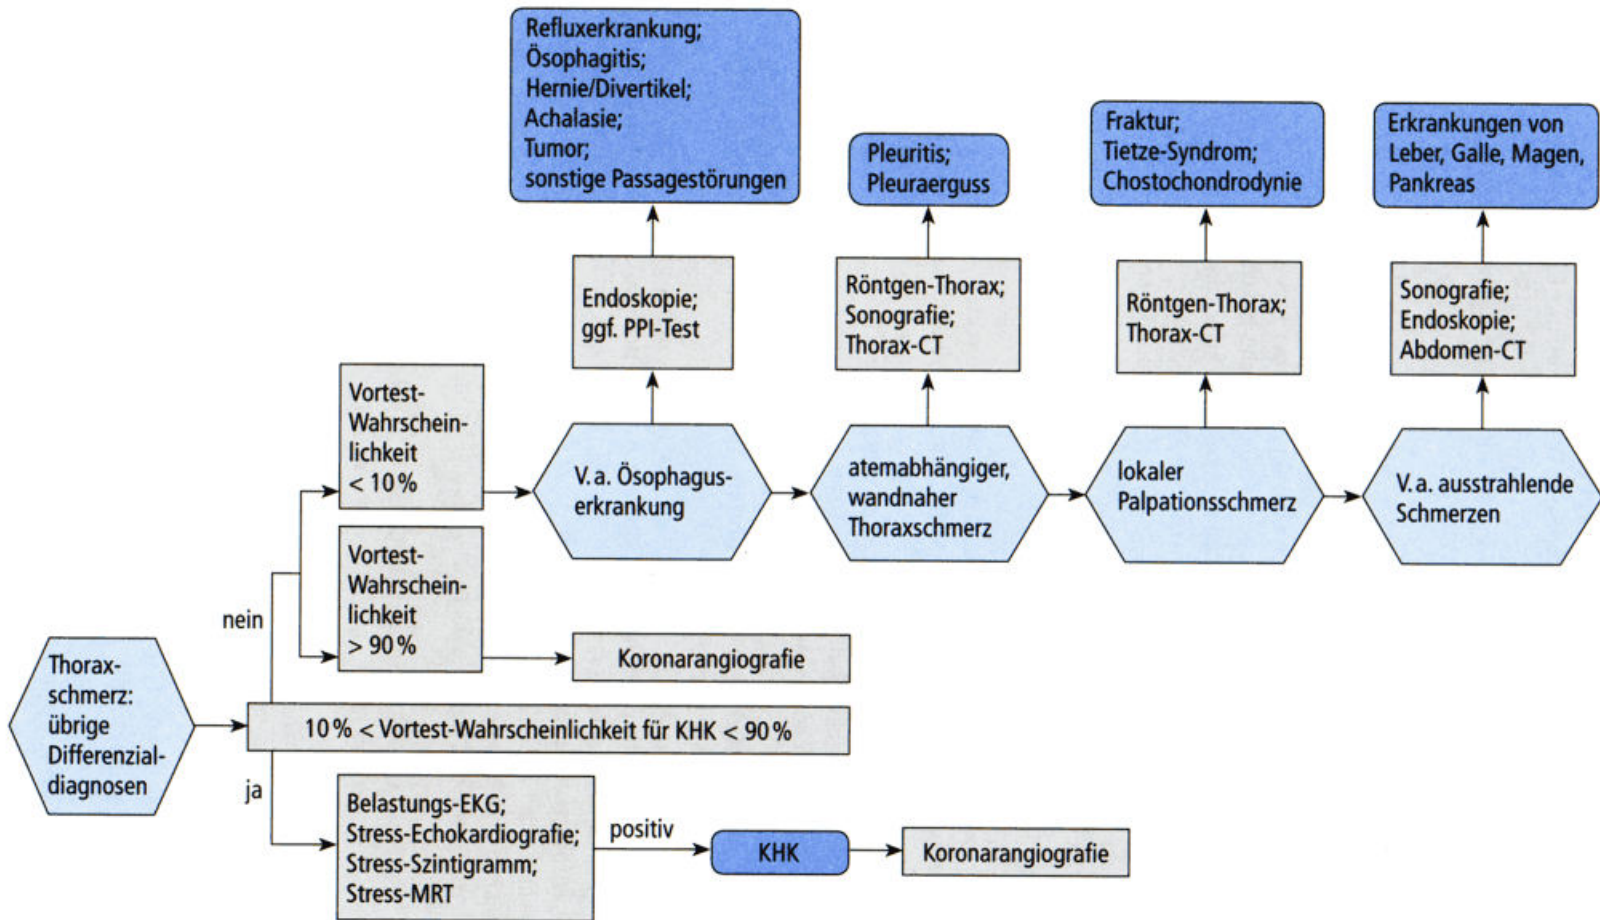 Refluxerkrankung;
Ösophagitis;
Hernie/Divertikel;
Achalasie;
Tumor;
sonstige Passagestörungen
Pleuritis;
Pleuraerguss
Fraktur;
Tietze-Syndrom;
Chostochondrodynie
Erkrankungen von
Leber, Galle, Magen,
Pankreas
Endoskopie;
ggf. PPI-Test
Röntgen-Thorax;
Sonografie;
Thorax-CT
Röntgen-Thorax;
Thorax-CT
Sonografie;
Endoskopie;
Abdomen-CT
Vortest-
Wahrschein-
lichkeit
< 10 %
V. a. Ösophagus-
erkrankung
atemabhängiger,
wandnaher
Thoraxschmerz
lokaler
Palpationsschmerz
V. a. ausstrahlende
Schmerzen
Vortest-
Wahrschein-
lichkeit
> 90 %
nein
Koronarangiografie
Thorax-
schmerz:
übrige
Differenzial-
diagnosen
10 % < Vortest-Wahrscheinlichkeit für KHK < 90 %
ja
Belastungs-EKG;
Stress-Echokardiografie;
Stress-Szintigramm;
Stress-MRT
positiv
KHK
Koronarangiografie